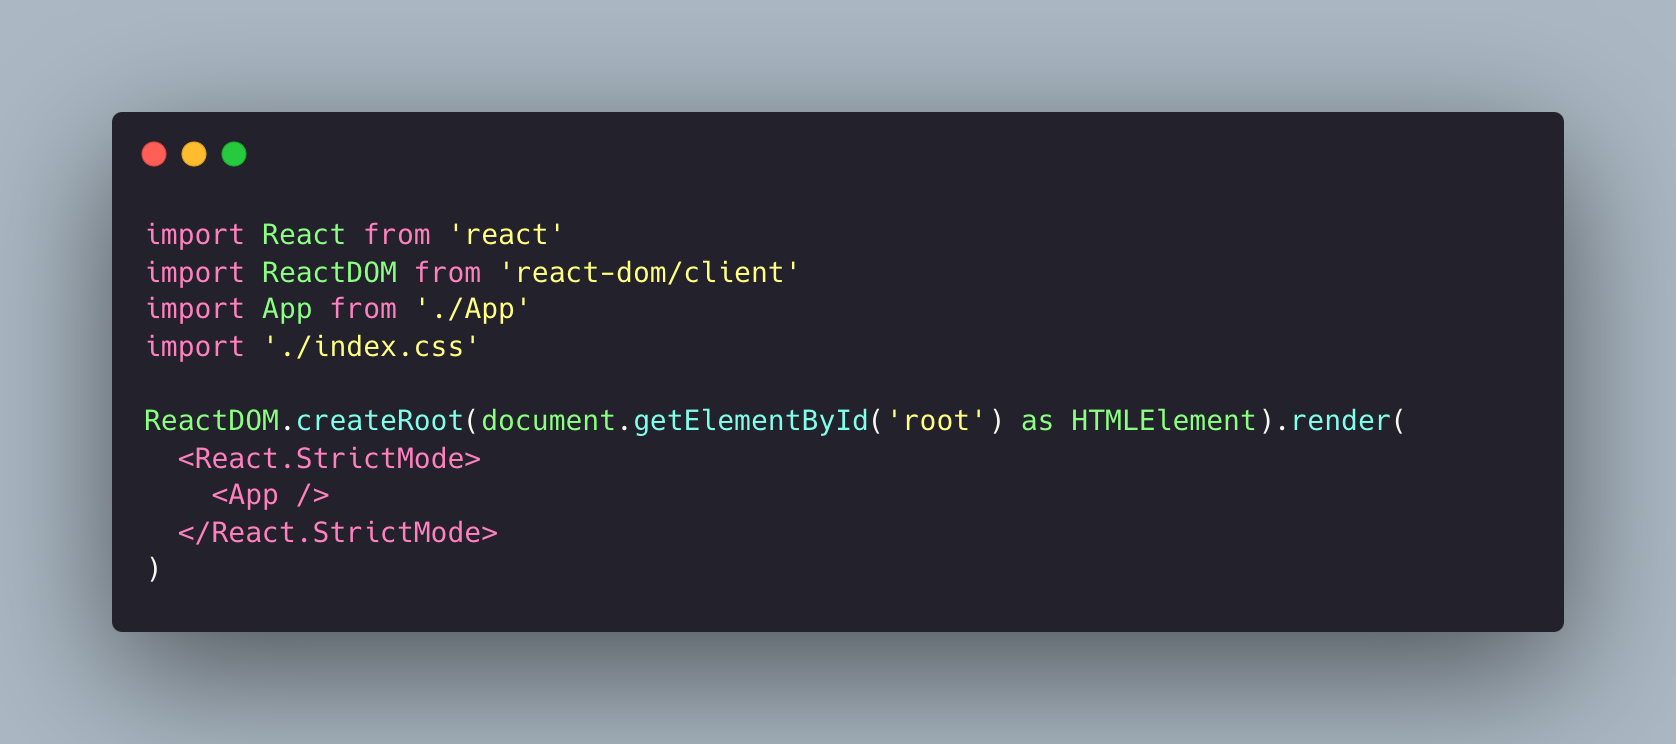 import React from 'react'
import ReactDOM from 'react-dom/client'
import App from './App'
import './index.css'

ReactDOM.createRoot(document.getElementById('root') as HTMLElement).render(
  <React.StrictMode>
    <App />
  </React.StrictMode>
)